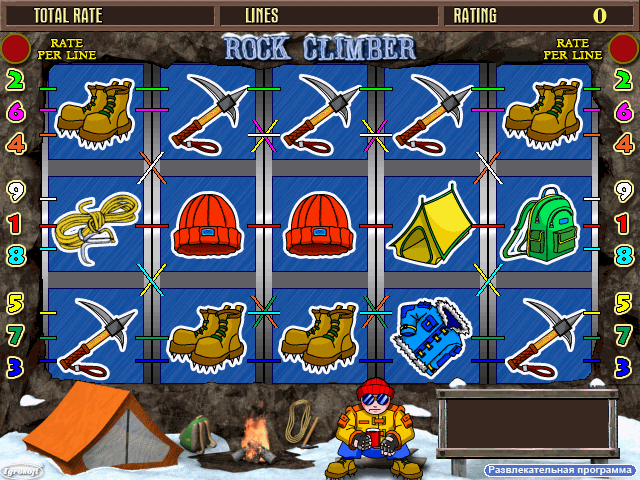 TOTAL RATE LINES RATING 0
ROCK CLIMBER
RATE PER LINE
RATE PER LINE
2 2
6 6
4 4
9 9
1 1
8 8
5 5
7 7
3 3
Igrosoft
Развлекательная программа